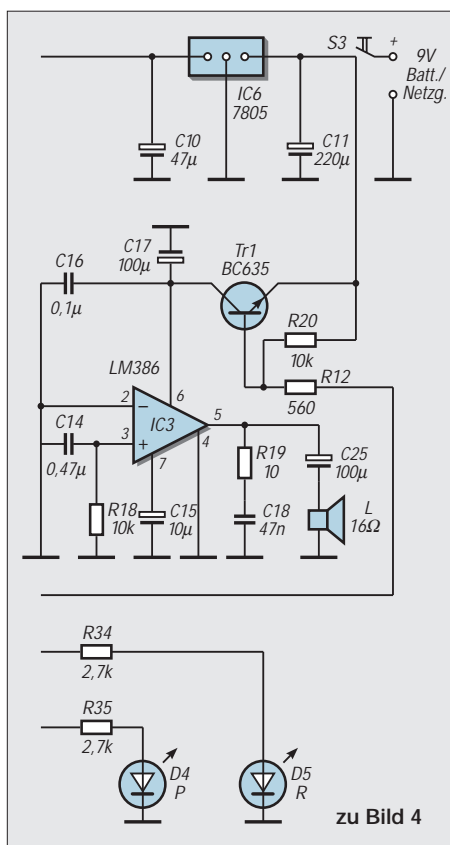 S3
+
9V
Batt./
Netzg.
IC6
7805
C10
47µ
C11
220µ
C17
100µ
Tr1
BC635
C16
0,1µ
R20
10k
LM386
R12
560
2
−
6
5
IC3
3
+
4
7
C14
0,47µ
R19
10
C25
100µ
R18
10k
C15
10µ
C18
47n
L
16Ω
R34
2,7k
R35
2,7k
D4
P
D5
R
zu Bild 4